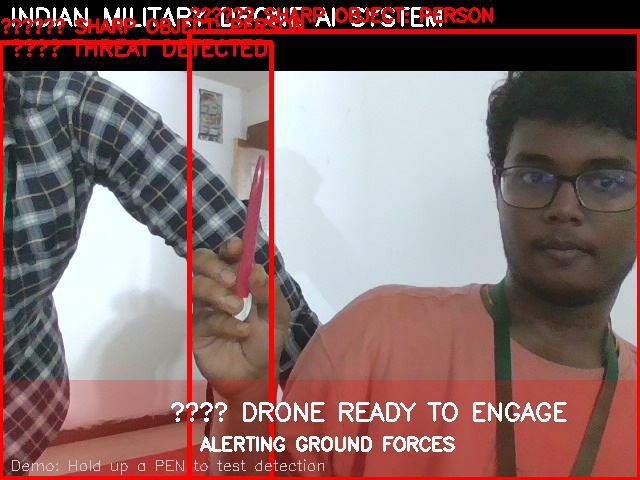 INDIAN MILITARY DRONE AI SYSTEM
?????? SHARP OBJECT: PERSON
?????? SHARP OBJECT: PERSON
???? THREAT DETECTED
???? DRONE READY TO ENGAGE
ALERTING GROUND FORCES
Demo: Hold up a PEN to test detection